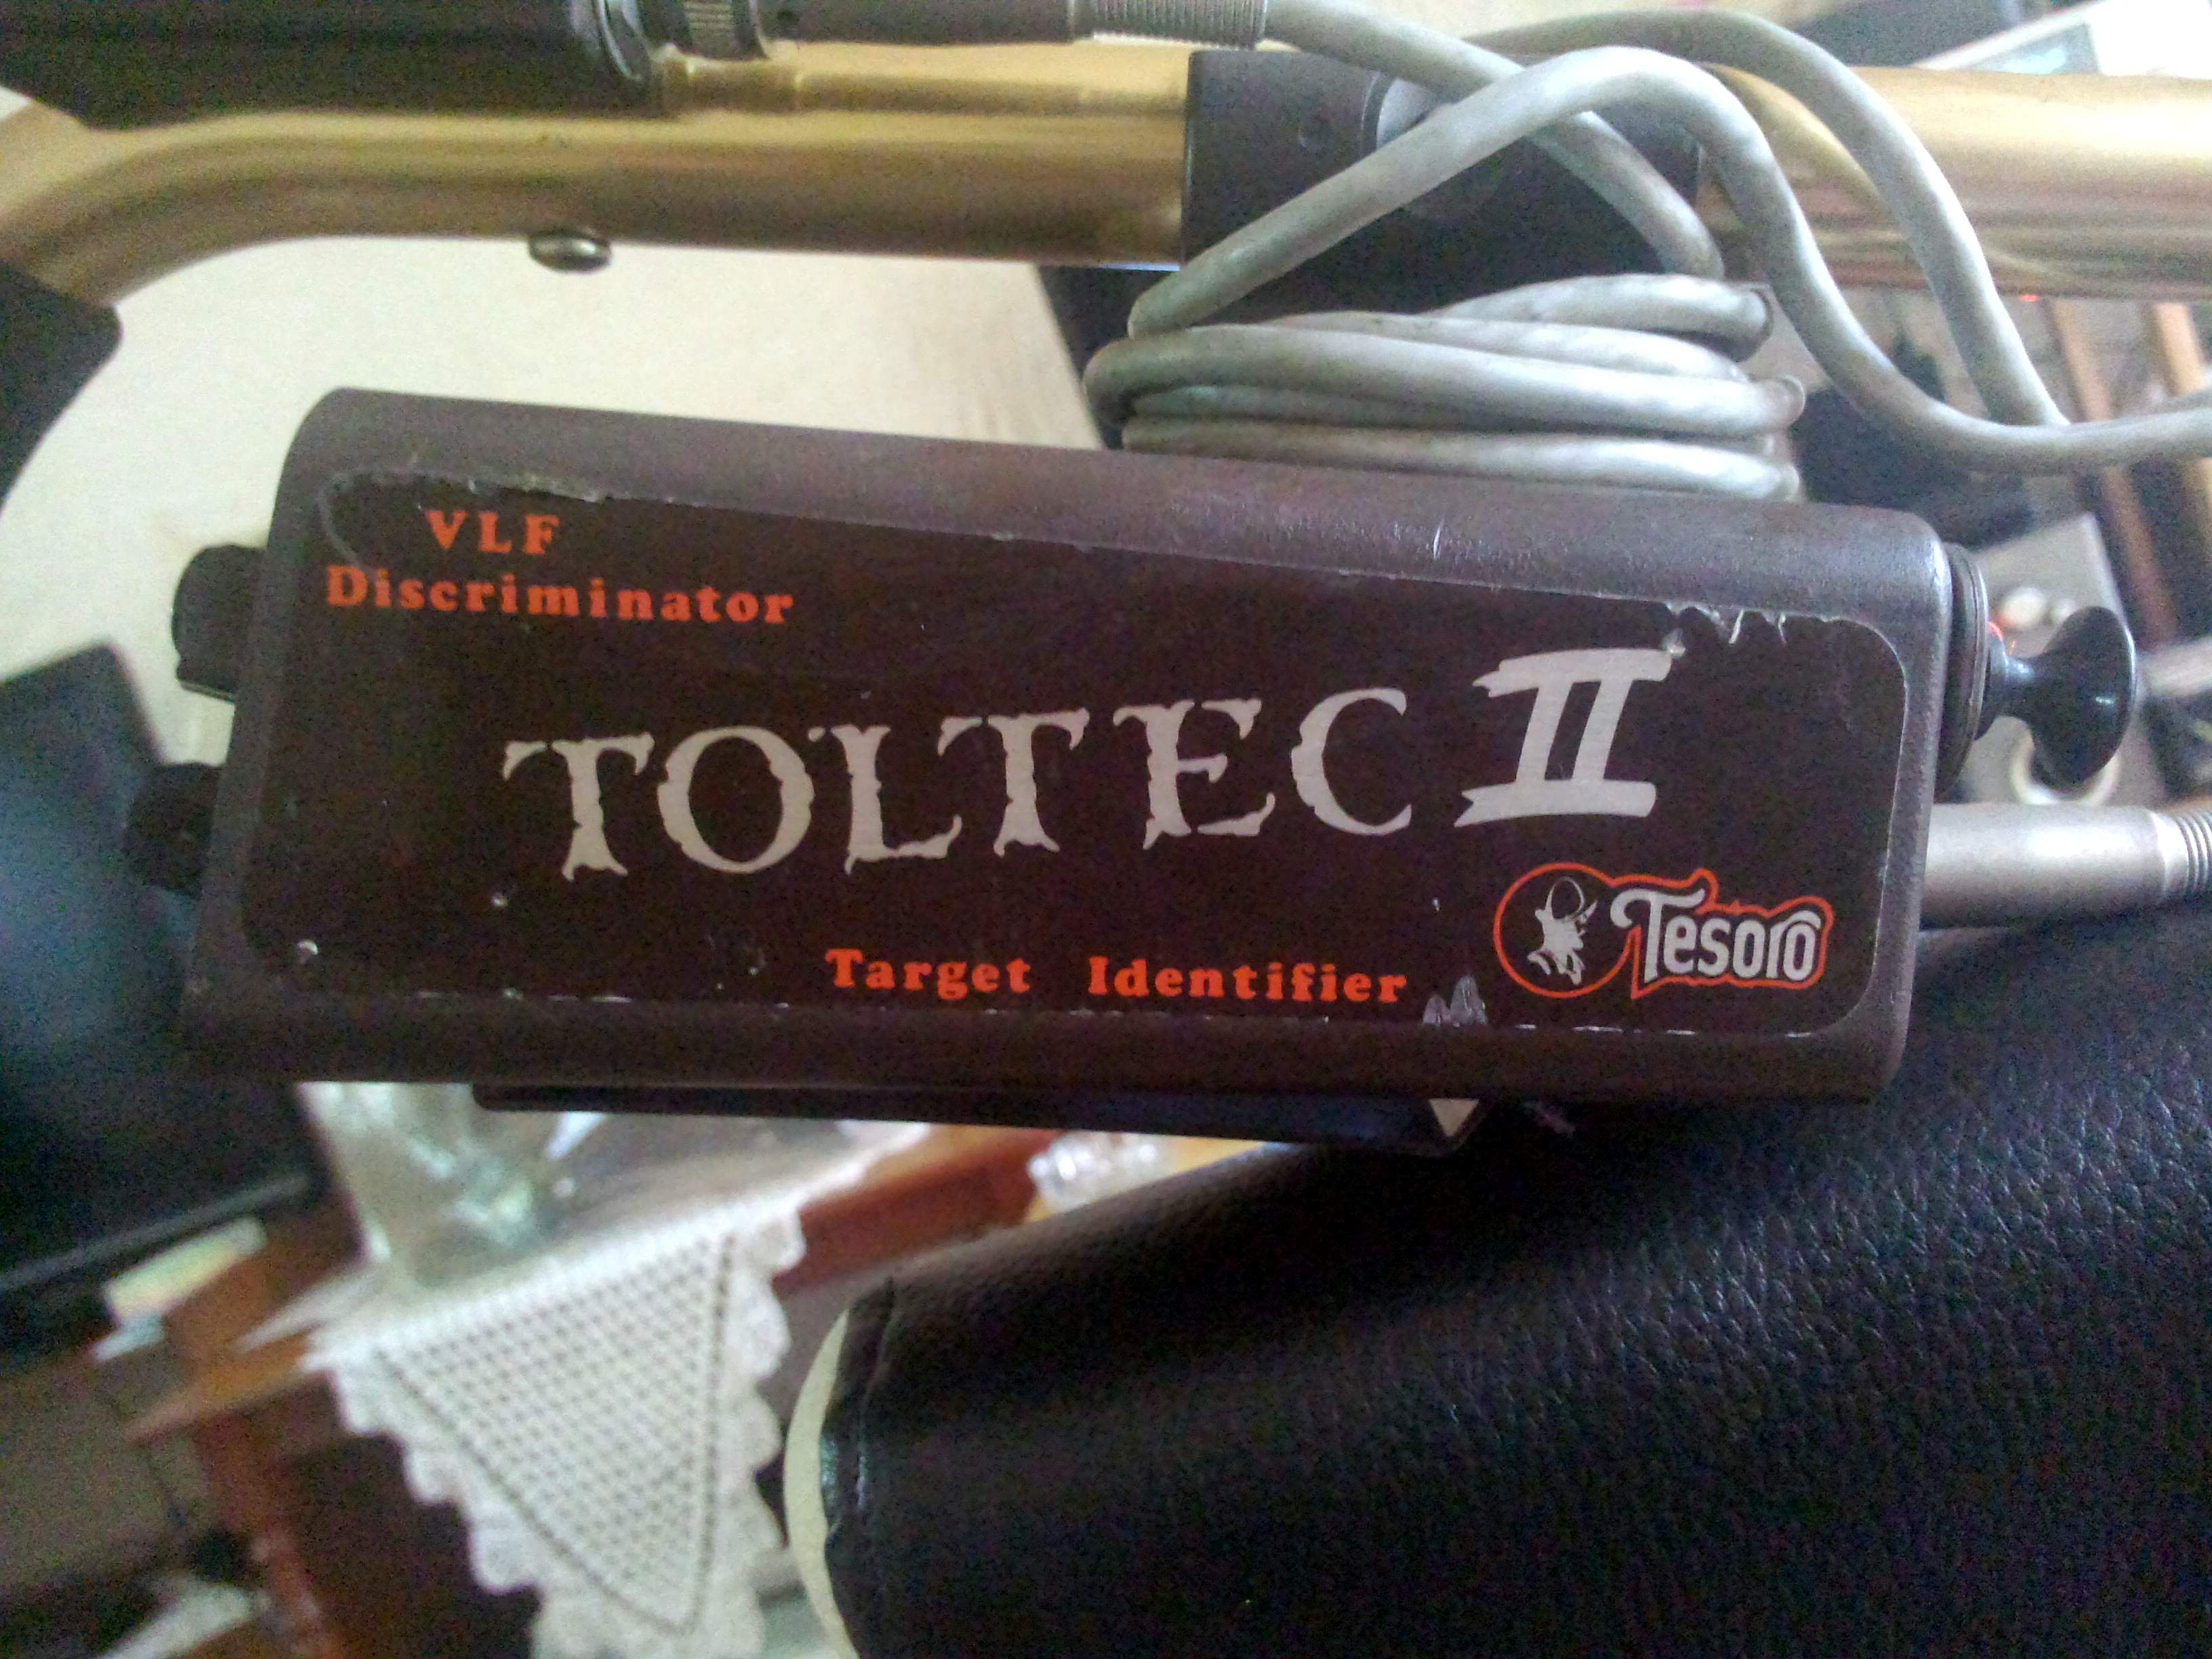 VLF
Discriminator
TOLTEC II
Target Identifier
Tesoro